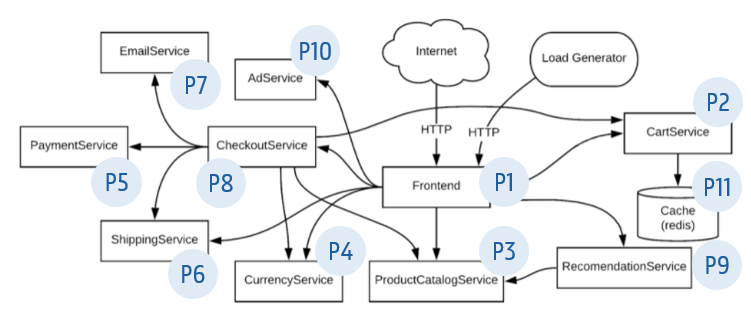 EmailService
P7
P10
AdService
Internet
Load Generator
HTTP
HTTP
P2
CartService
PaymentService
P5
CheckoutService
P8
Frontend
P1
P11
Cache
(redis)
ShippingService
P6
P4
CurrencyService
P3
ProductCatalogService
RecomendationService
P9